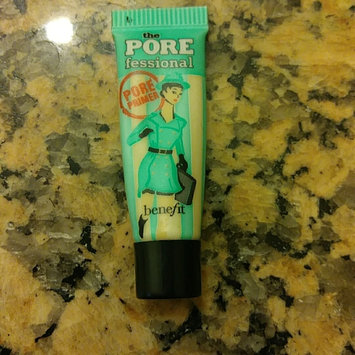 the
PORE
fessional
PORE
PRIMER
benefit